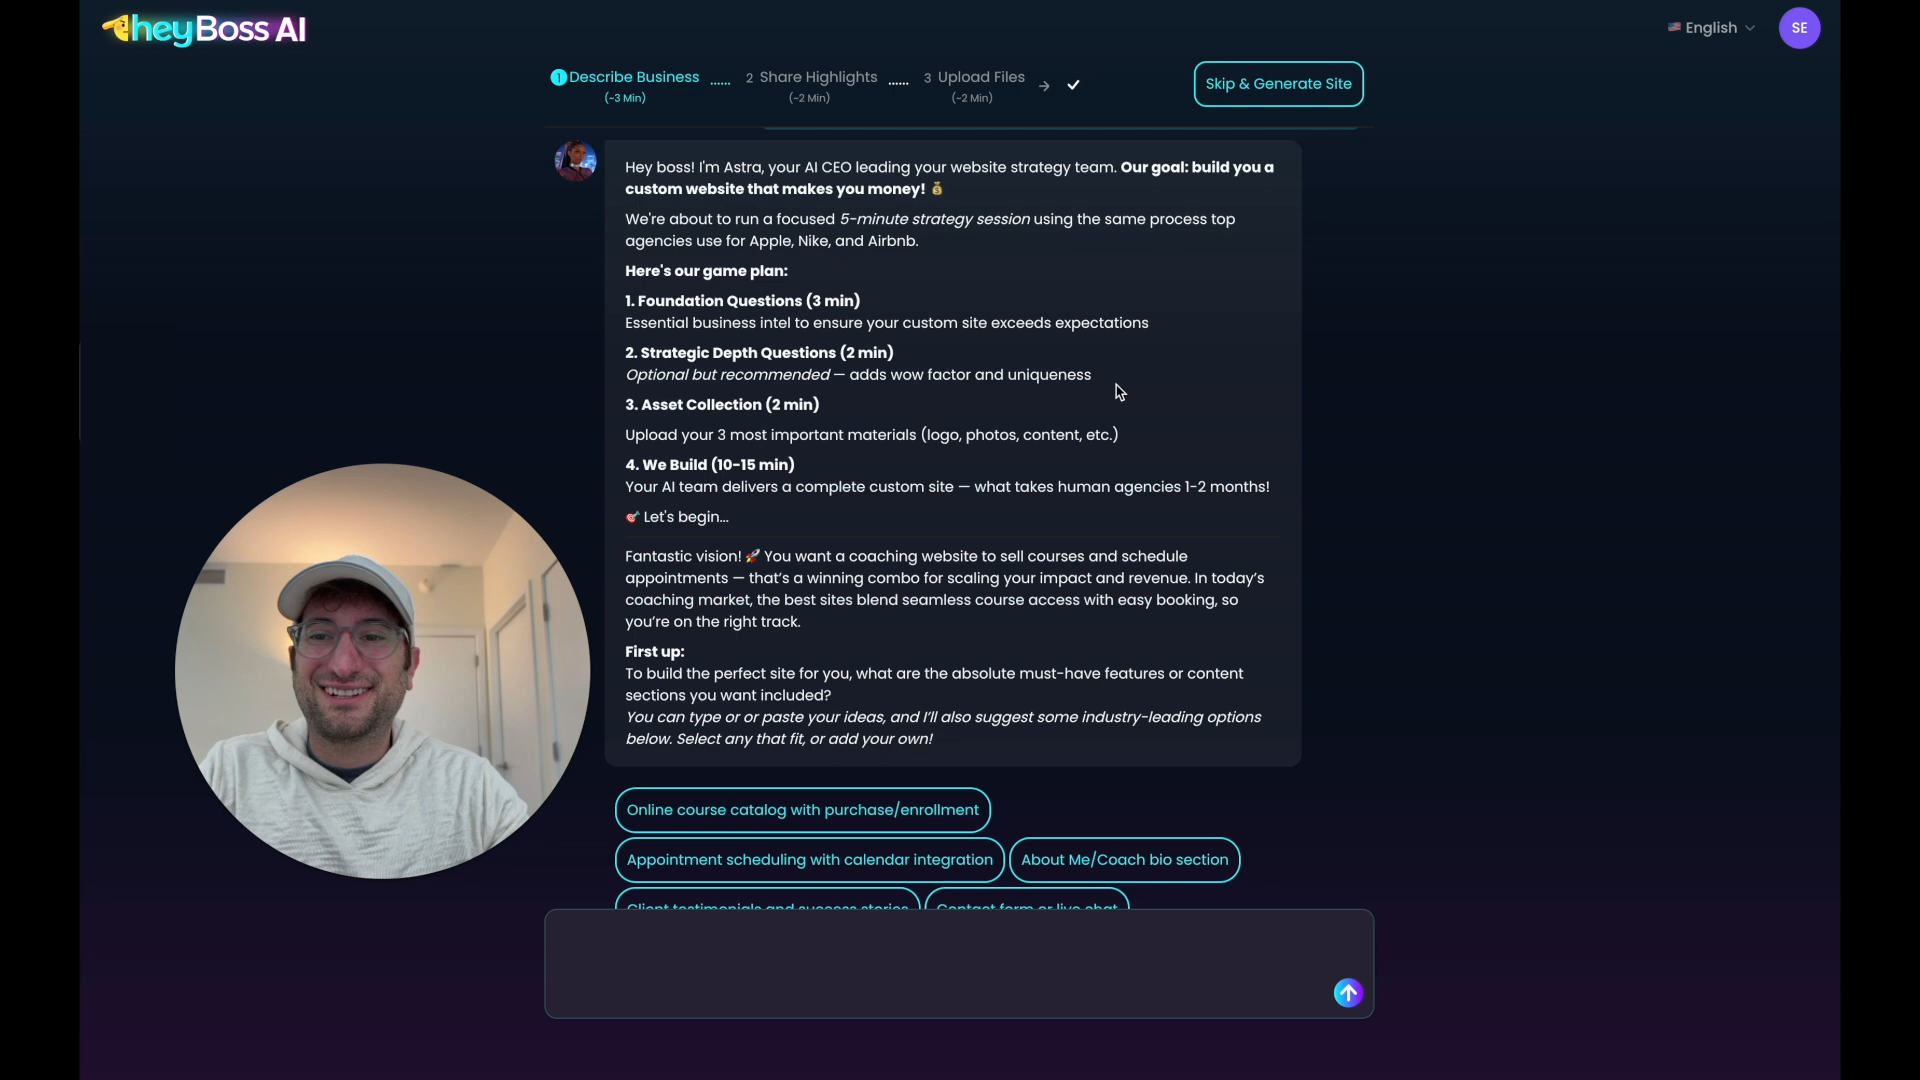 heyBoss AI
English
SE
1 Describe Business ...... 2 Share Highlights ...... 3 Upload Files
(~3 Min) (~2 Min) (~2 Min)
Skip & Generate Site
Hey boss! I'm Astra, your AI CEO leading your website strategy team. Our goal: build you a
custom website that makes you money! 💰
We're about to run a focused 5-minute strategy session using the same process top
agencies use for Apple, Nike, and Airbnb.
Here's our game plan:
1. Foundation Questions (3 min)
Essential business intel to ensure your custom site exceeds expectations
2. Strategic Depth Questions (2 min)
Optional but recommended — adds wow factor and uniqueness
3. Asset Collection (2 min)
Upload your 3 most important materials (logo, photos, content, etc.)
4. We Build (10-15 min)
Your AI team delivers a complete custom site — what takes human agencies 1-2 months!
🎯 Let's begin...
Fantastic vision! 🚀 You want a coaching website to sell courses and schedule
appointments — that's a winning combo for scaling your impact and revenue. In today's
coaching market, the best sites blend seamless course access with easy booking, so
you're on the right track.
First up:
To build the perfect site for you, what are the absolute must-have features or content
sections you want included?
You can type or or paste your ideas, and I'll also suggest some industry-leading options
below. Select any that fit, or add your own!
Online course catalog with purchase/enrollment
Appointment scheduling with calendar integration
About Me/Coach bio section
Client testimonials and success stories
Contact form or live chat